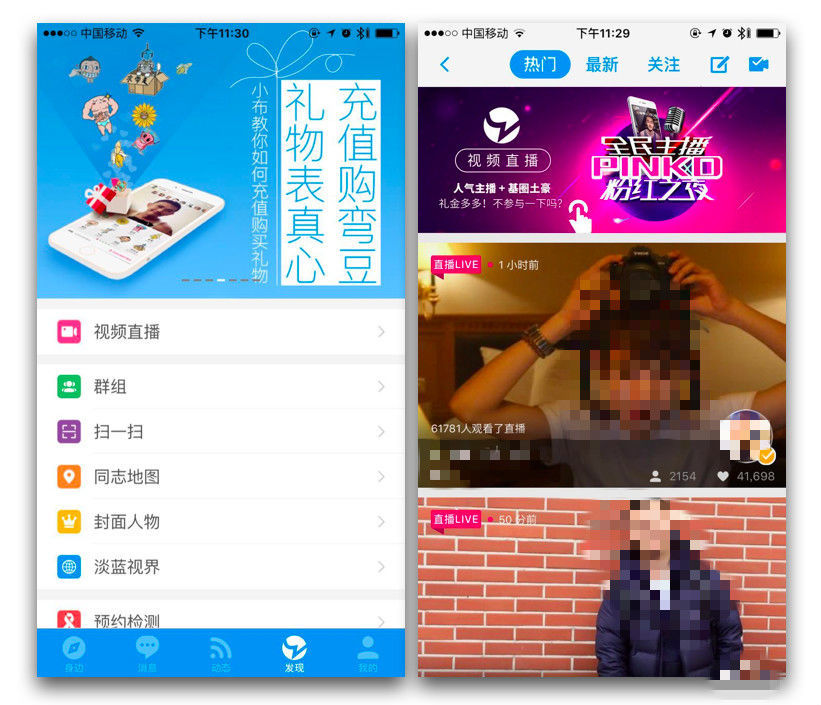 中国移动
下午11:30
充值购弯豆
礼物表真心
小布教你如何充值购买礼物
视频直播
群组
扫一扫
同志地图
封面人物
淡蓝视界
预约检测
身边
消息
动态
发现
我的
中国移动
下午11:29
热门
最新
关注
视频直播
人气主播 + 基圈土豪
礼金多多！不参与一下吗？
全民主播
PINKD
粉红之夜
直播LIVE
1 小时前
61781人观看了直播
2154
41,698
直播LIVE
50 分前